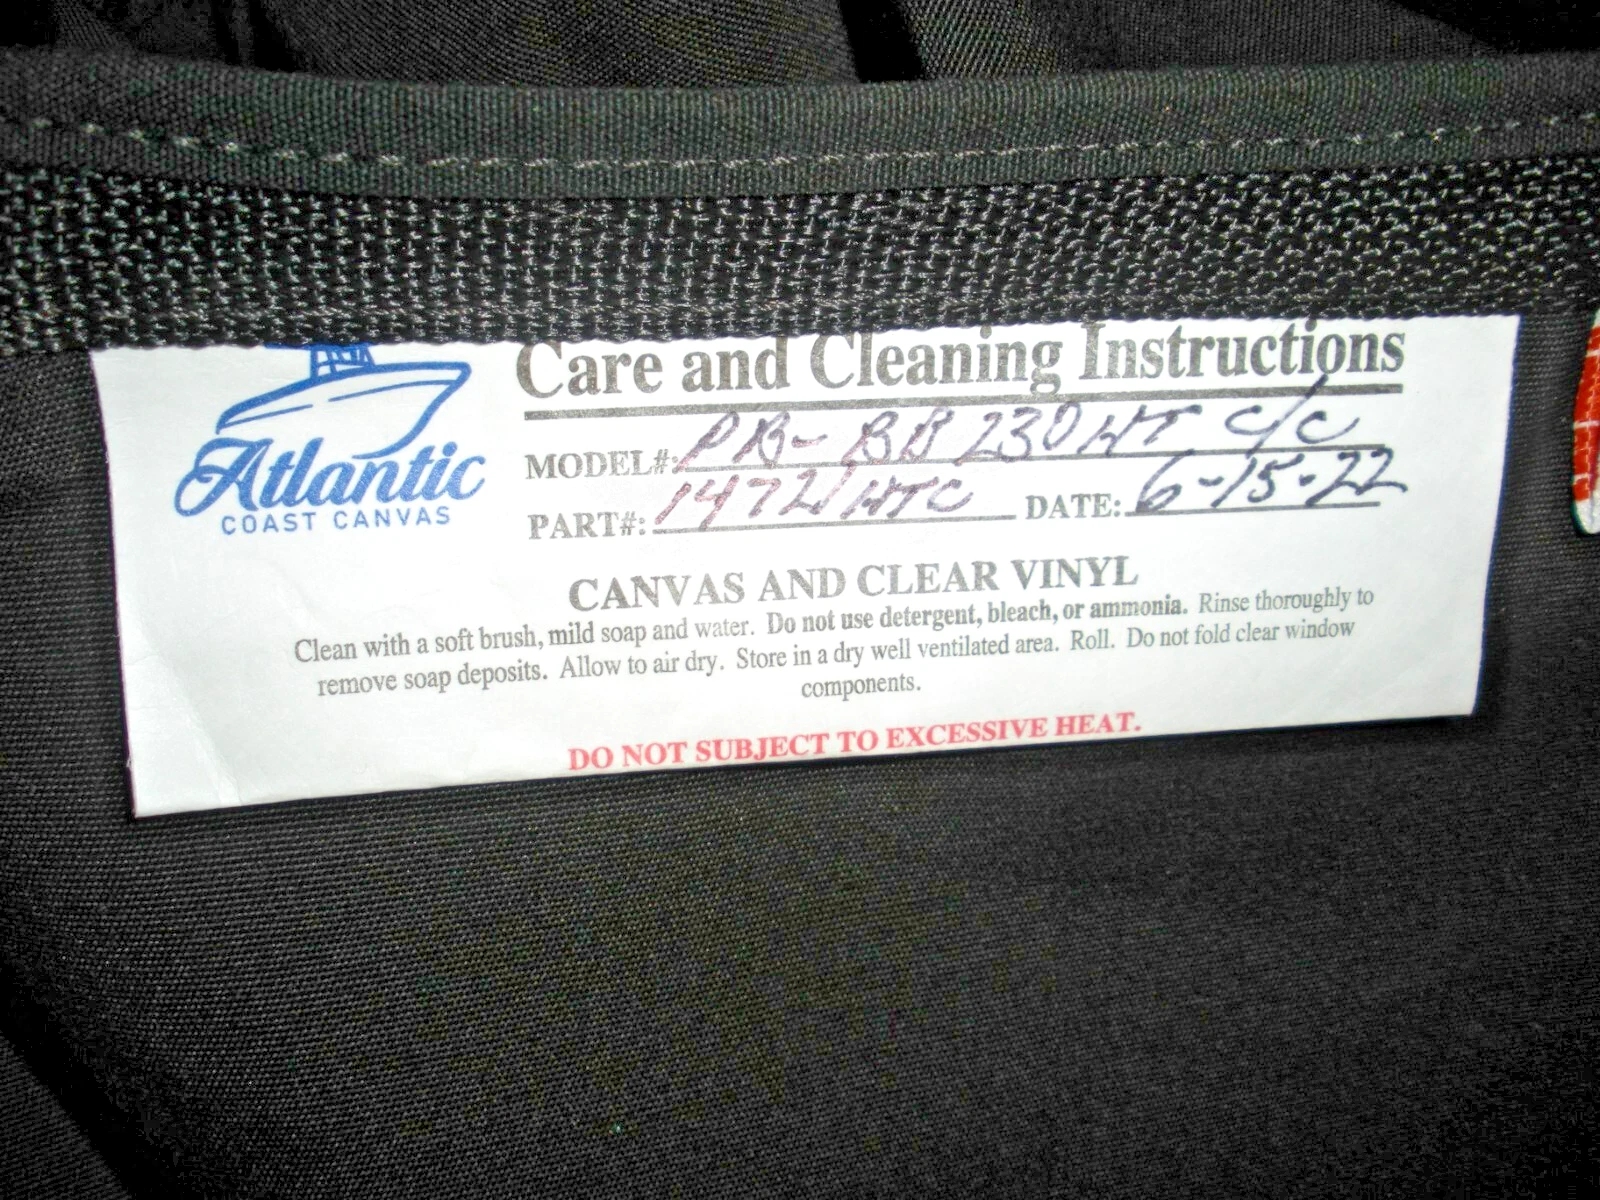 Care and Cleaning Instructions
Atlantic
COAST CANVAS
MODEL#: PB-BB230HT C/C
PART#: 14721HTC DATE: 6-15-22
CANVAS AND CLEAR VINYL
Clean with a soft brush, mild soap and water. Do not use detergent, bleach, or ammonia. Rinse thoroughly to
remove soap deposits. Allow to air dry. Store in a dry well ventilated area. Roll. Do not fold clear window
components.
DO NOT SUBJECT TO EXCESSIVE HEAT.